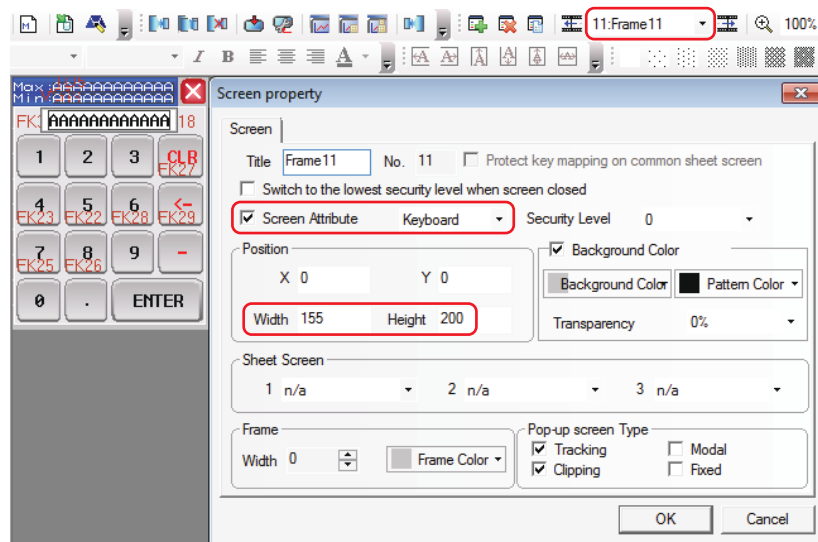 11:Frame11
100%
I B A
Max:AAAAAAAAAAAA
Min:AAAAAAAAAAAA
AAAAAAAAAAAA 18
1 2 3 CLR
FK27
4 5 6 <-
FK23 FK22 FK28 FK29
7 8 9 -
FK25 FK26
0 . ENTER
Screen property
Screen
Title Frame11 No. 11 Protect key mapping on common sheet screen
Switch to the lowest security level when screen closed
Screen Attribute Keyboard Security Level 0
Position
X 0 Y 0
Width 155 Height 200
Background Color
Background Color Pattern Color
Transparency 0%
Sheet Screen
1 n/a 2 n/a 3 n/a
Frame
Width 0 Frame Color
Pop-up screen Type
Tracking Modal
Clipping Fixed
OK Cancel